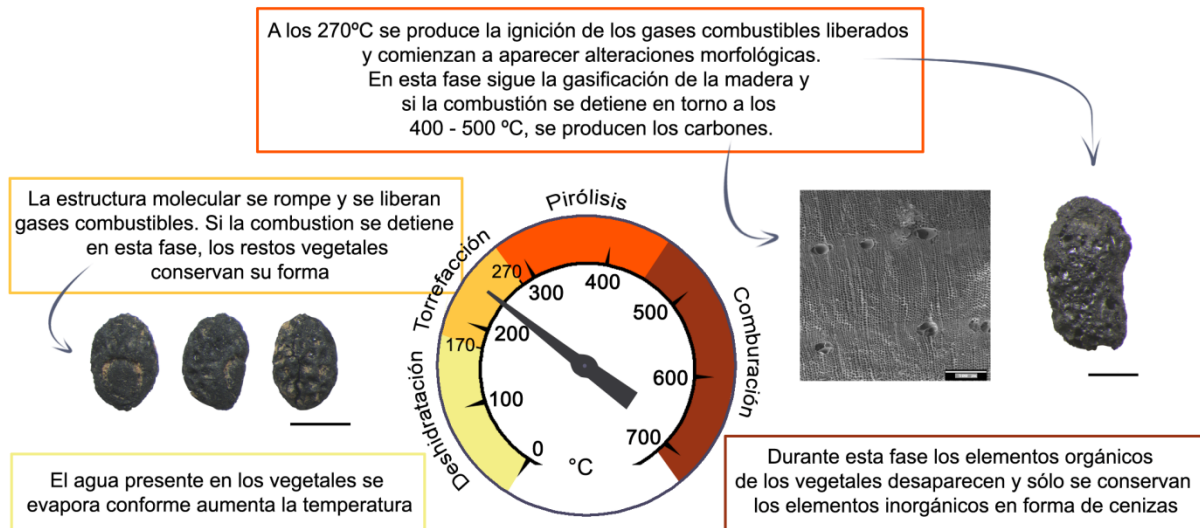 A los 270ºC se produce la ignición de los gases combustibles liberados
y comienzan a aparecer alteraciones morfológicas.
En esta fase sigue la gasificación de la madera y
si la combustión se detiene en torno a los
400 - 500 ºC, se producen los carbones.
La estructura molecular se rompe y se liberan
gases combustibles. Si la combustion se detiene
en esta fase, los restos vegetales
conservan su forma
Pirólisis
Torrefacción
Deshidratación
Comburación
270
170
0
100
200
300
400
500
600
700
°C
El agua presente en los vegetales se
evapora conforme aumenta la temperatura
Durante esta fase los elementos orgánicos
de los vegetales desaparecen y sólo se conservan
los elementos inorgánicos en forma de cenizas